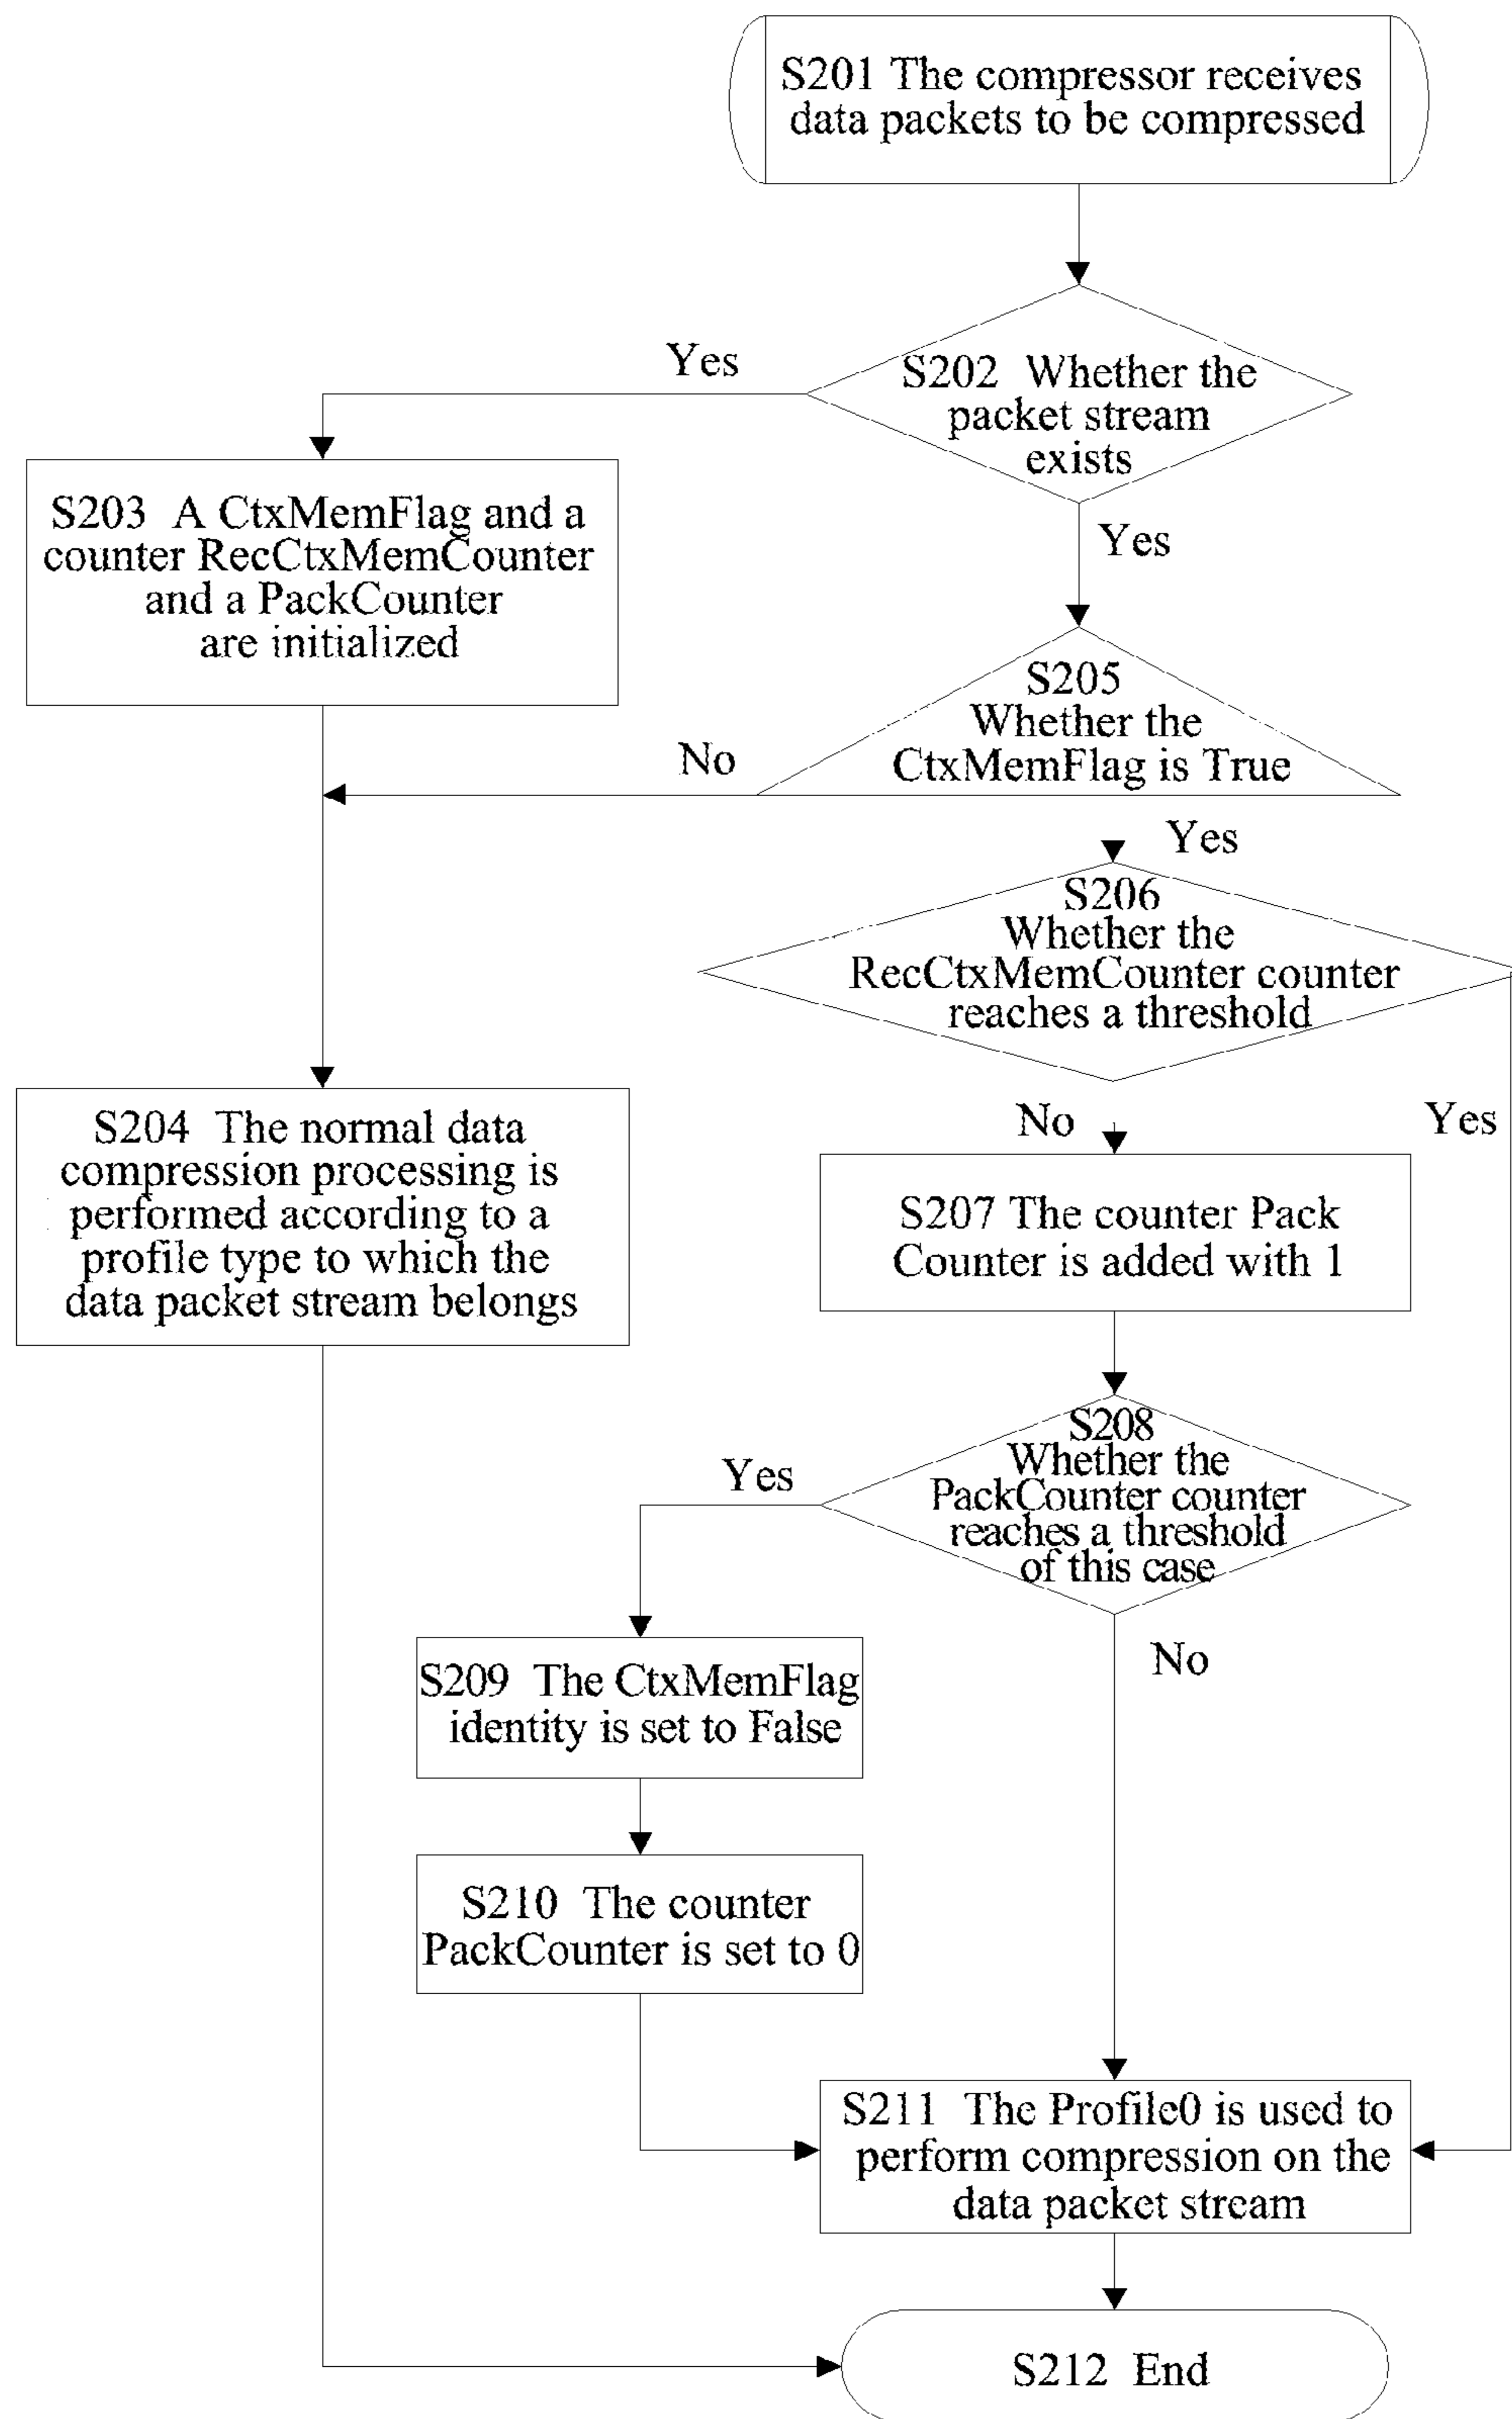 S201 The compressor receives
data packets to be compressed
Yes
S202 Whether the
packet stream
exists
S203 A CtxMemFlag and a
counter RecCtxMemCounter
and a PackCounter
are initialized
Yes
S205
Whether the
CtxMemFlag is True
No
Yes
S206
Whether the
RecCtxMemCounter counter
reaches a threshold
No
Yes
S204 The normal data
compression processing is
performed according to a
profile type to which the
data packet stream belongs
S207 The counter Pack
Counter is added with 1
S208
Whether the
PackCounter counter
reaches a threshold
of this case
Yes
No
S209 The CtxMemFlag
identity is set to False
S210 The counter
PackCounter is set to 0
S211 The Profile0 is used to
perform compression on the
data packet stream
S212 End